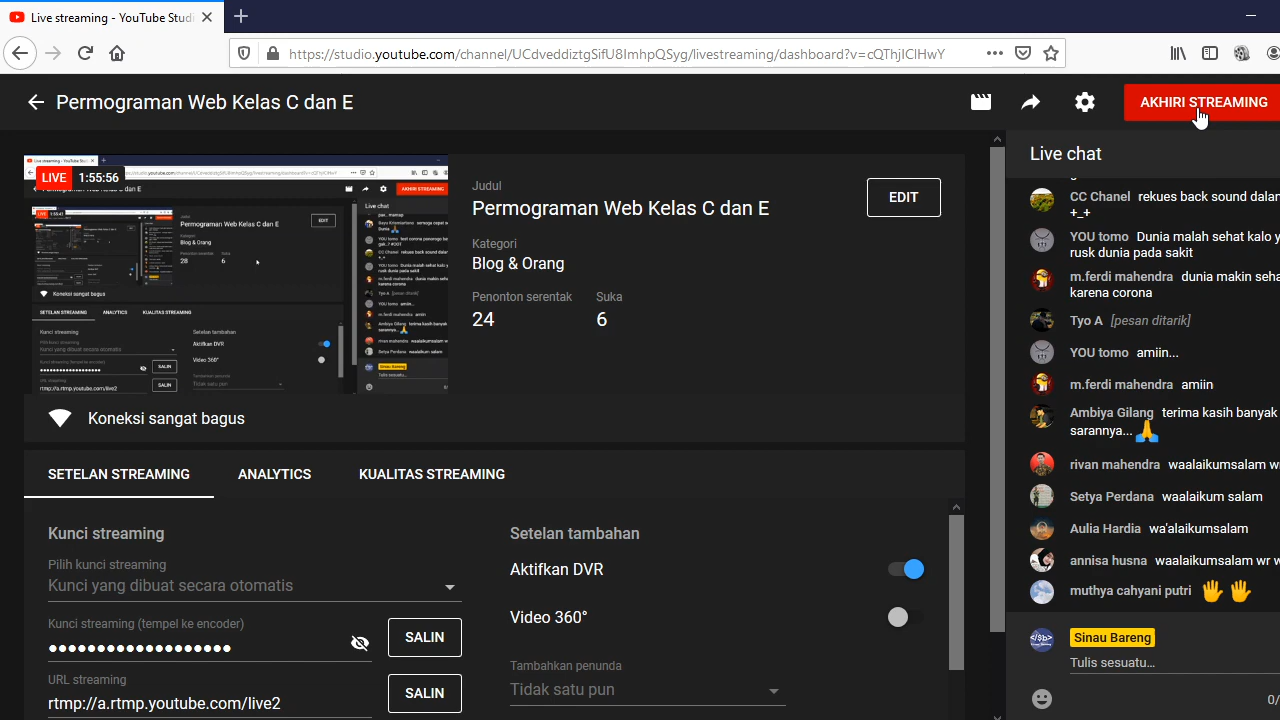 Live streaming - YouTube Studi
https://studio.youtube.com/channel/UCdveddiztgSifU8ImhpQSyg/livestreaming/dashboard?v=cQThjIClHwY
Permograman Web Kelas C dan E
AKHIRI STREAMING
LIVE 1:55:56
Judul
Permograman Web Kelas C dan E
EDIT
Kategori
Blog & Orang
Penonton serentak
Suka
24
6
Koneksi sangat bagus
SETELAN STREAMING
ANALYTICS
KUALITAS STREAMING
Kunci streaming
Pilih kunci streaming
Kunci yang dibuat secara otomatis
Kunci streaming (tempel ke encoder)
SALIN
URL streaming
rtmp://a.rtmp.youtube.com/live2
SALIN
Setelan tambahan
Aktifkan DVR
Video 360°
Tambahkan penunda
Tidak satu pun
Live chat
CC Chanel rekues back sound dalan
+_+
YOU tomo Dunia malah sehat kalo y
rusk dunia pada sakit
m.ferdi mahendra dunia makin seha
karena corona
Tyo A [pesan ditarik]
YOU tomo amiin...
m.ferdi mahendra amiin
Ambiya Gilang terima kasih banyak
sarannya... 🙏
rivan mahendra waalaikumsalam w
Setya Perdana waalaikum salam
Aulia Hardia wa'alaikumsalam
annisa husna waalaikumsalam wr w
muthya cahyani putri 🖐 🖐
Sinau Bareng
Tulis sesuatu...
0/